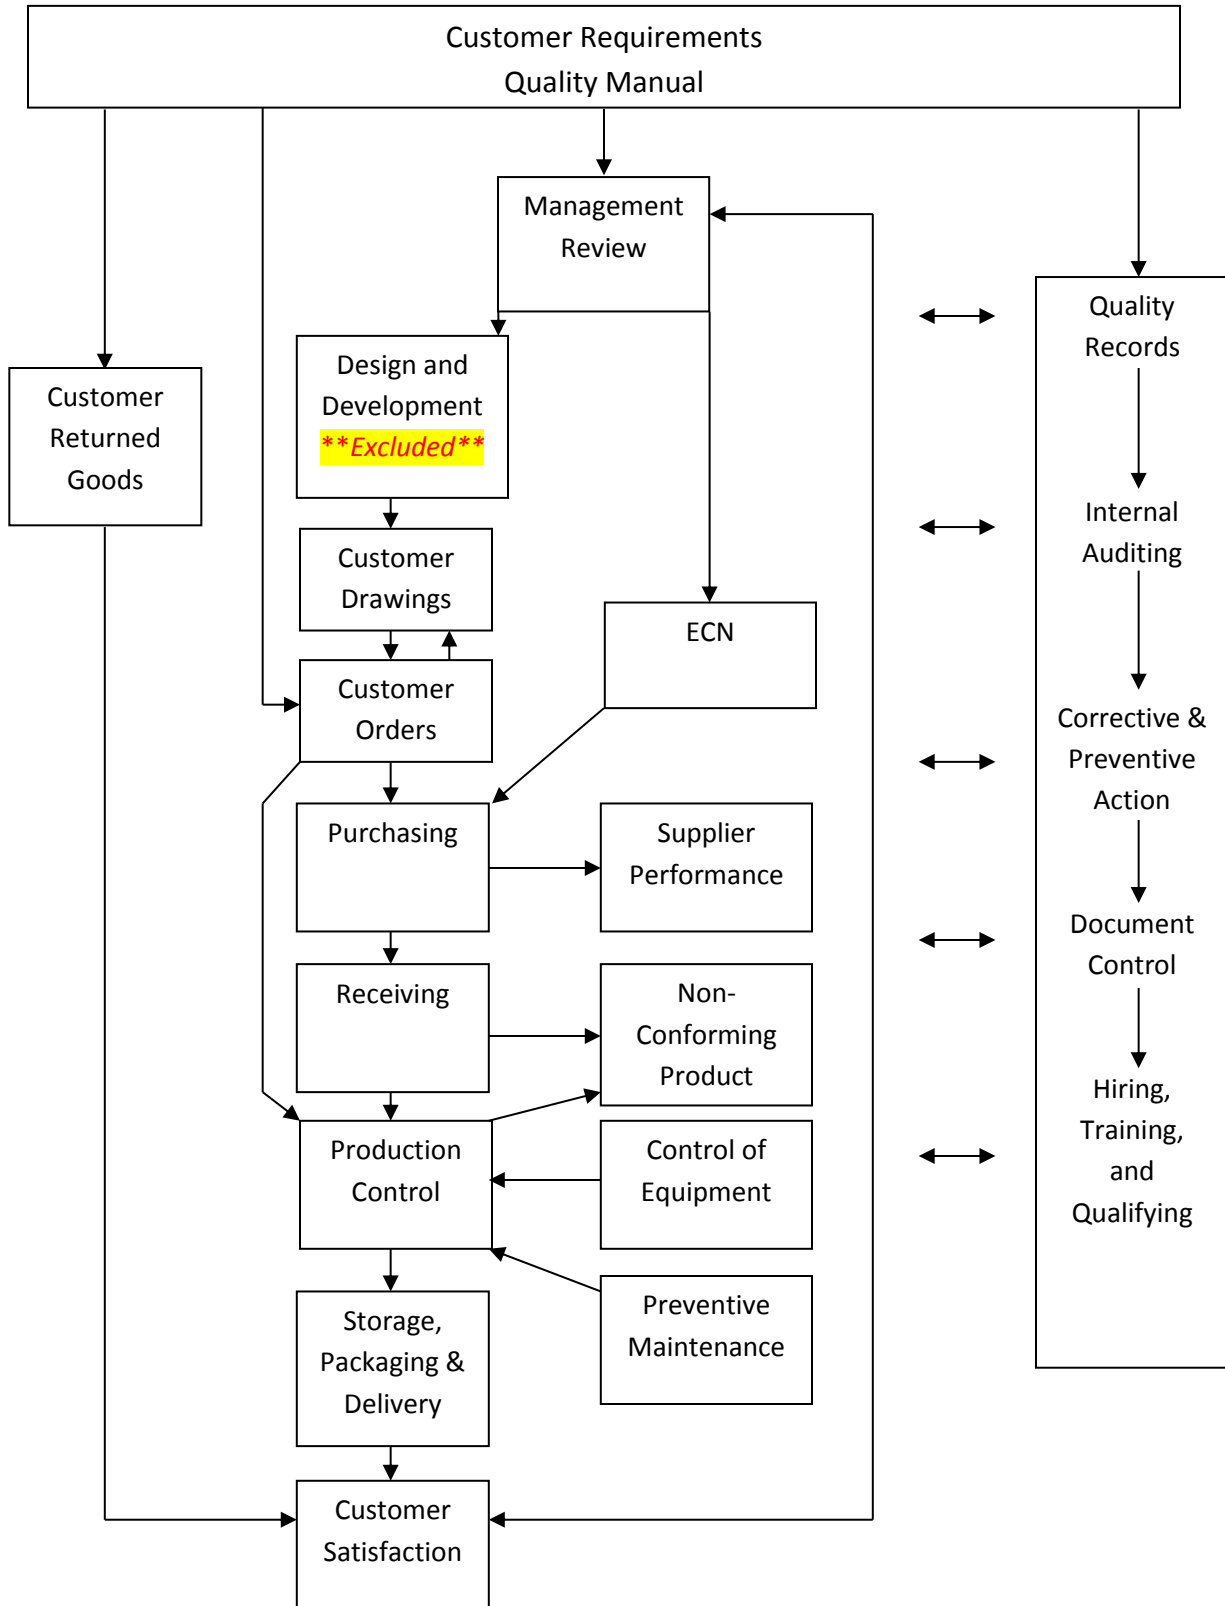 Customer Requirements
Quality Manual
Management
Review
Quality
Records
Design and
Development
**Excluded**
Customer
Returned
Goods
Internal
Auditing
Customer
Drawings
ECN
Customer
Orders
Corrective &
Preventive
Action
Purchasing
Supplier
Performance
Document
Control
Receiving
Non-
Conforming
Product
Hiring,
Training,
and
Qualifying
Production
Control
Control of
Equipment
Preventive
Maintenance
Storage,
Packaging &
Delivery
Customer
Satisfaction